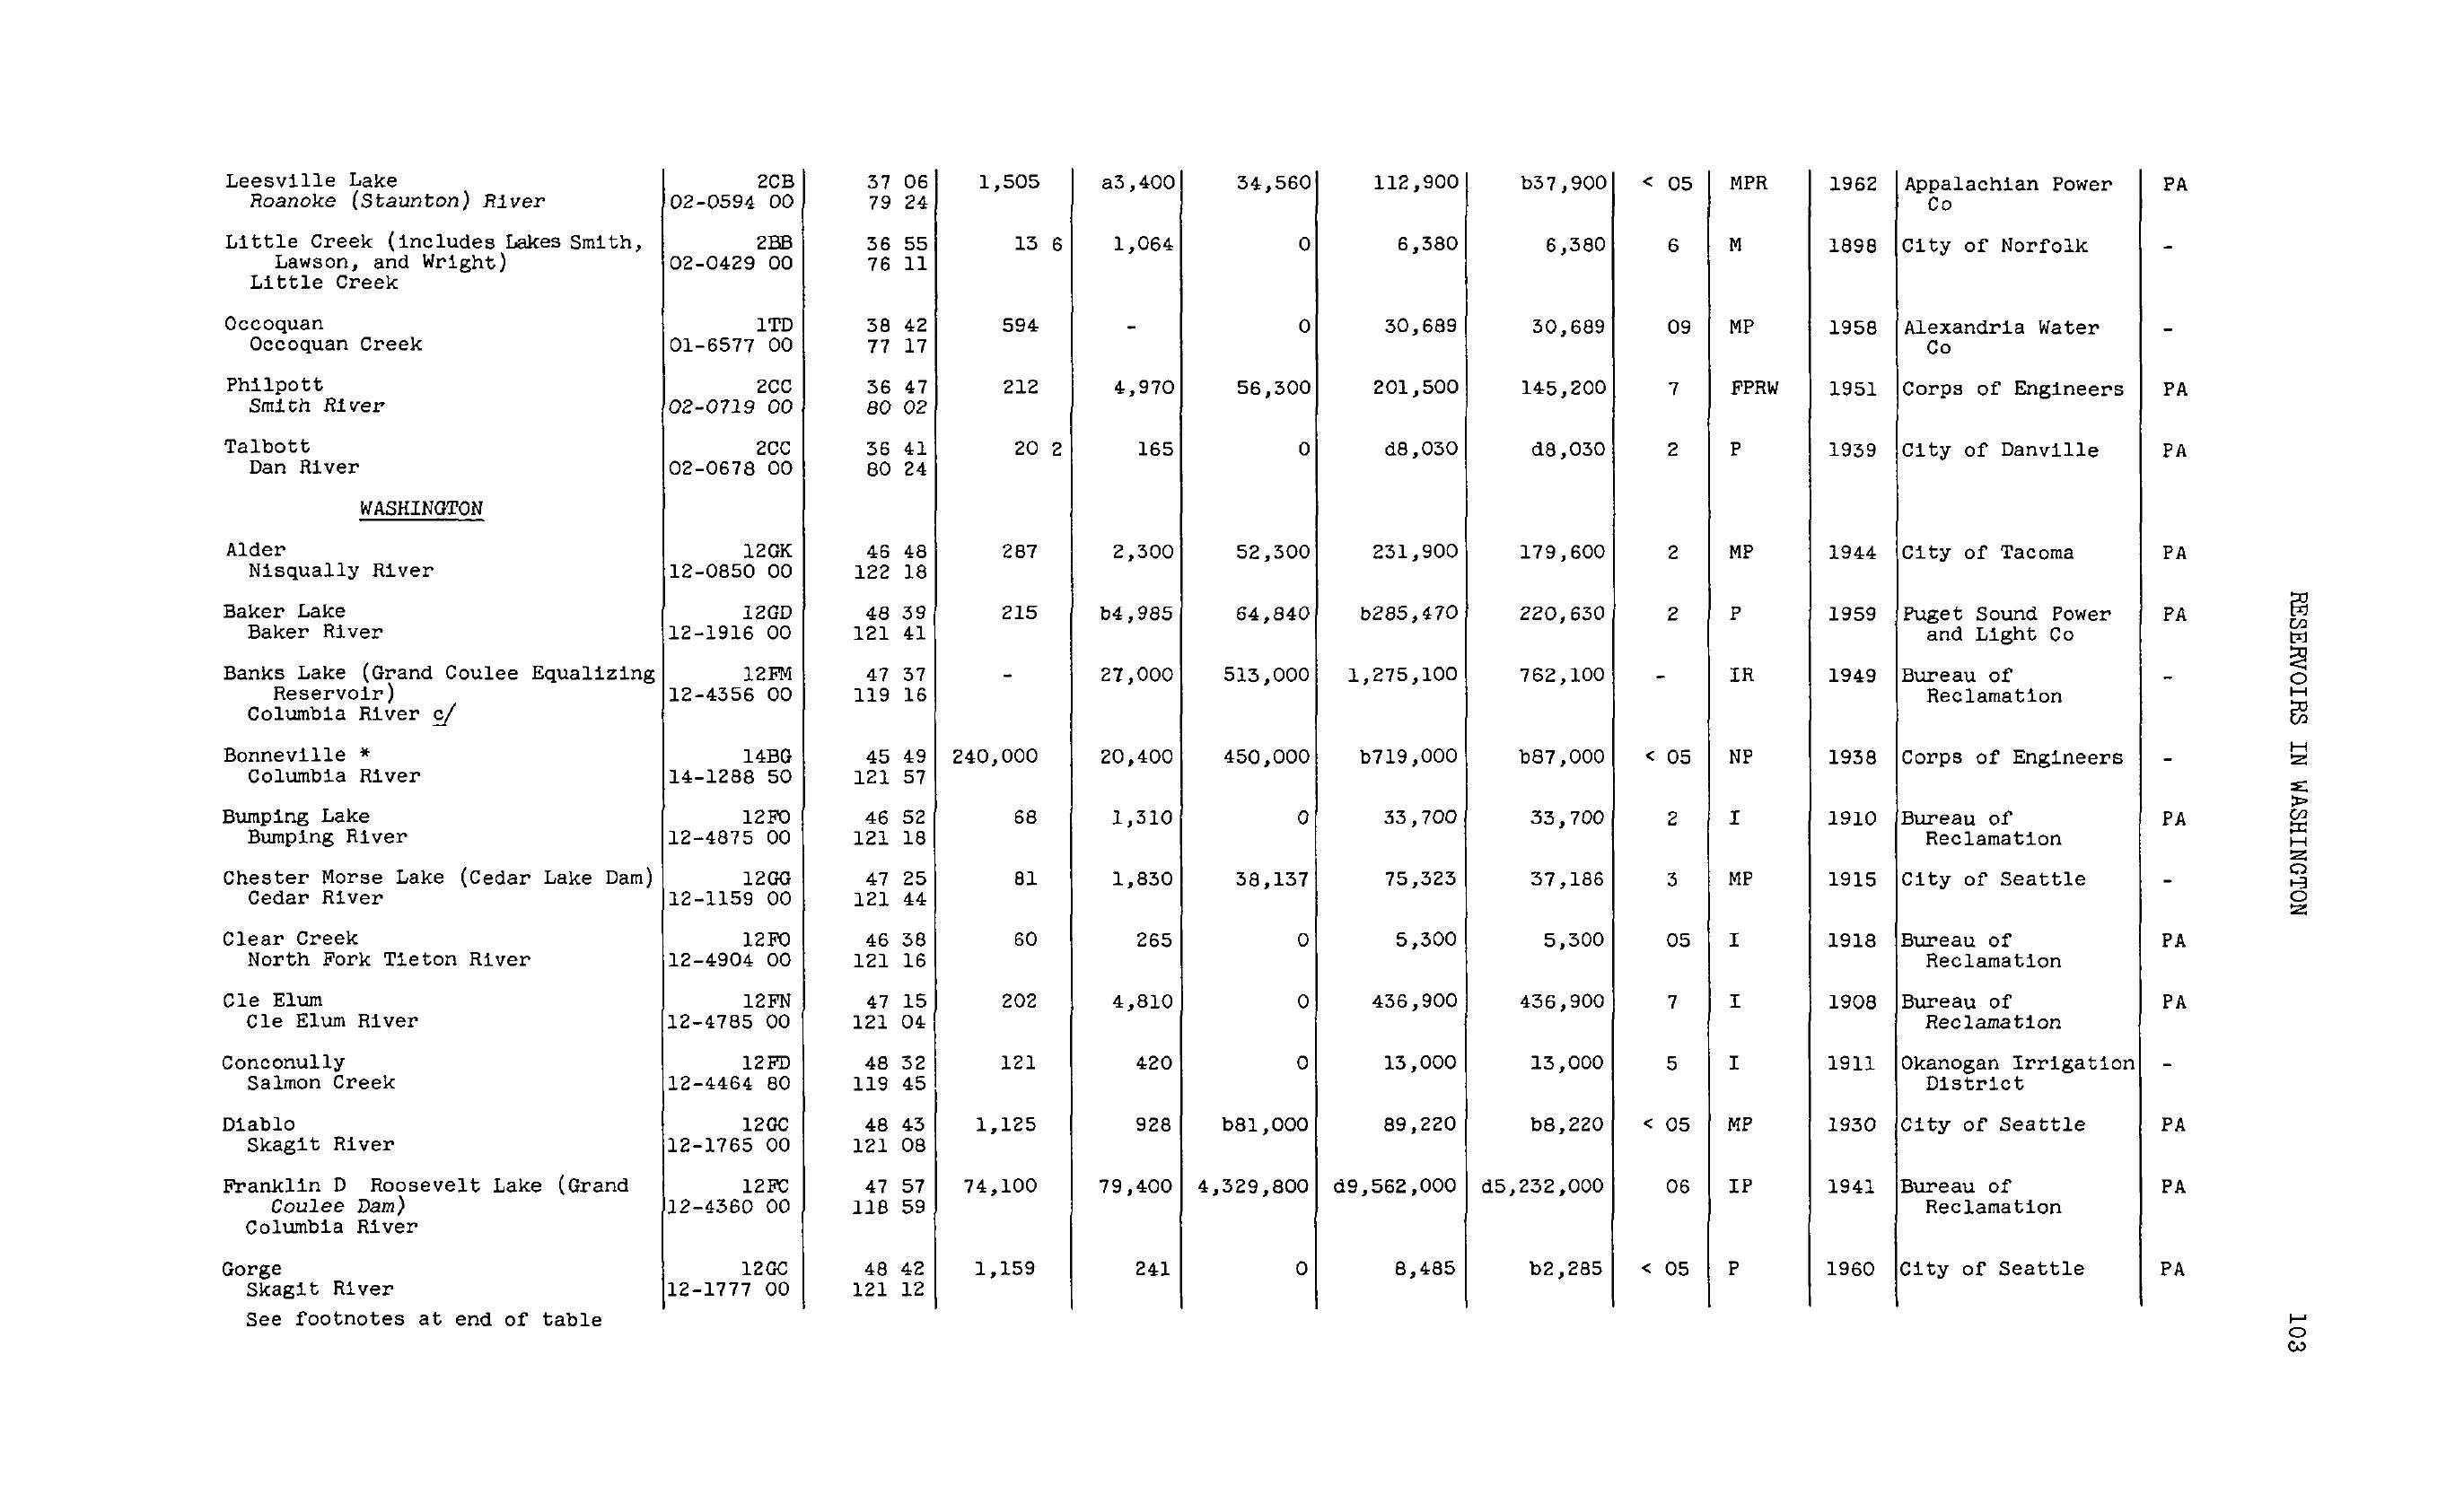 Leesville Lake 2CB 37 06 1,505 a3,400 34,560 112,900 b37,900 < 05 MPR 1962 Appalachian Power PA
Roanoke (Staunton) River 02-0594 00 79 24 Co
Little Creek (includes Lakes Smith, 2BB 36 55 13 6 1,064 0 6,380 6,380 6 M 1898 City of Norfolk -
Lawson, and Wright) 02-0429 00 76 11
Little Creek
Occoquan 1TD 38 42 594 - 0 30,689 30,689 09 MP 1958 Alexandria Water -
Occoquan Creek 01-6577 00 77 17 Co
Philpott 2CC 36 47 212 4,970 56,300 201,500 145,200 7 FPRW 1951 Corps of Engineers PA
Smith River 02-0719 00 80 02
Talbott 2CC 36 41 20 2 165 0 d8,030 d8,030 2 P 1939 City of Danville PA
Dan River 02-0678 00 80 24
WASHINGTON
Alder 12GK 46 48 287 2,300 52,300 231,900 179,600 2 MP 1944 City of Tacoma PA
Nisqually River 12-0850 00 122 18
Baker Lake 12GD 48 39 215 b4,985 64,840 b285,470 220,630 2 P 1959 Puget Sound Power PA
Baker River 12-1916 00 121 41 and Light Co
Banks Lake (Grand Coulee Equalizing 12FM 47 37 - 27,000 513,000 1,275,100 762,100 - IR 1949 Bureau of -
Reservoir) 12-4356 00 119 16 Reclamation
Columbia River c/
Bonneville * 14BG 45 49 240,000 20,400 450,000 b719,000 b87,000 < 05 NP 1938 Corps of Engineers -
Columbia River 14-1288 50 121 57
Bumping Lake 12FO 46 52 68 1,310 0 33,700 33,700 2 I 1910 Bureau of PA
Bumping River 12-4875 00 121 18 Reclamation
Chester Morse Lake (Cedar Lake Dam) 12GG 47 25 81 1,830 38,137 75,323 37,186 3 MP 1915 City of Seattle -
Cedar River 12-1159 00 121 44
Clear Creek 12FO 46 38 60 265 0 5,300 5,300 05 I 1918 Bureau of PA
North Fork Tieton River 12-4904 00 121 16 Reclamation
Cle Elum 12FN 47 15 202 4,810 0 436,900 436,900 7 I 1908 Bureau of PA
Cle Elum River 12-4785 00 121 04 Reclamation
Conconully 12FD 48 32 121 420 0 13,000 13,000 5 I 1911 Okanogan Irrigation -
Salmon Creek 12-4464 80 119 45 District
Diablo 12GC 48 43 1,125 928 b81,000 89,220 b8,220 < 05 MP 1930 City of Seattle PA
Skagit River 12-1765 00 121 08
Franklin D Roosevelt Lake (Grand 12FC 47 57 74,100 79,400 4,329,800 d9,562,000 d5,232,000 06 IP 1941 Bureau of PA
Coulee Dam) 12-4360 00 118 59 Reclamation
Columbia River
Gorge 12GC 48 42 1,159 241 0 8,485 b2,285 < 05 P 1960 City of Seattle PA
Skagit River 12-1777 00 121 12
See footnotes at end of table
RESERVOIRS IN WASHINGTON
103